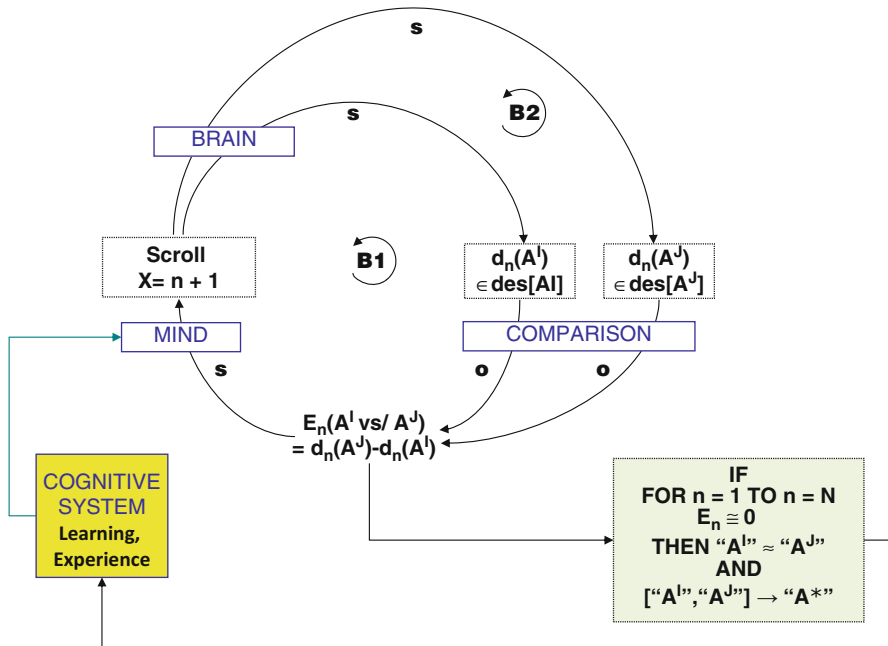 s
B2
s
BRAIN
Scroll
X= n + 1
B1
dₙ(Aᴵ)
∈ des[AI]
dₙ(Aᴶ)
∈ des[Aᴶ]
MIND
COMPARISON
s
o
o
Eₙ(Aᴵ vs/ Aᴶ)
= dₙ(Aᴶ)-dₙ(Aᴵ)
COGNITIVE
SYSTEM
Learning,
Experience
IF
FOR n = 1 TO n = N
Eₙ ≅ 0
THEN “Aᴵ” ≈ “Aᴶ”
AND
[“Aᴵ”,“Aᴶ”] → “A*”